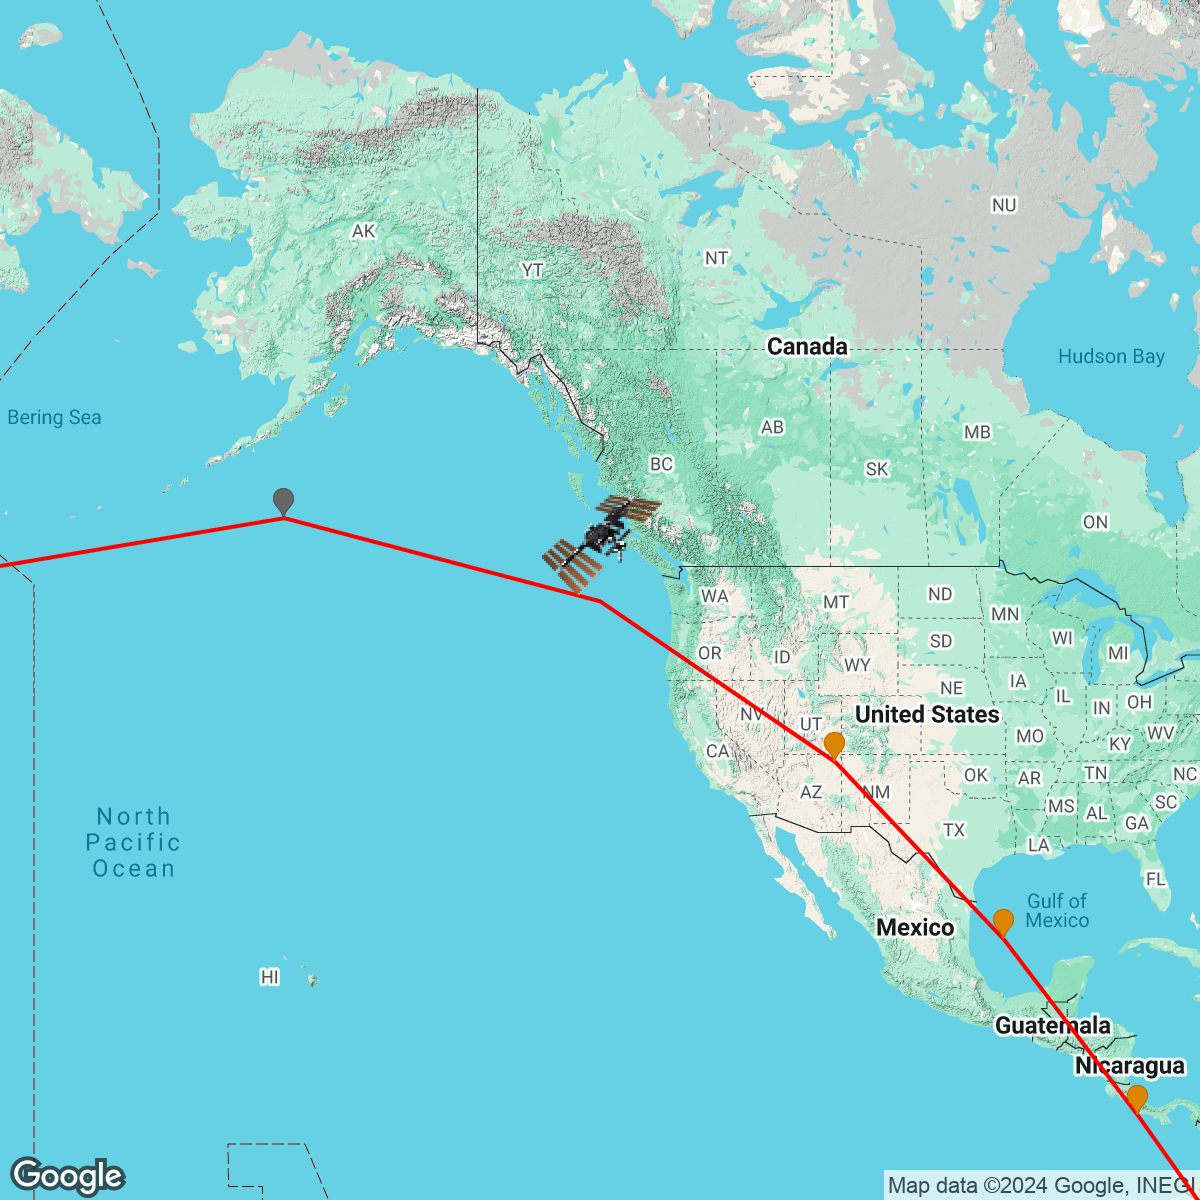 NU
AK
NT
YT
Canada
Hudson Bay
Bering Sea
AB
MB
BC
SK
ON
WA
MT
ND
MN
OR
ID
WY
SD
WI
MI
NE
IA
IL
IN
OH
NV
UT
United States
MO
KY
WV
CA
AZ
NM
OK
AR
TN
NC
MS
AL
SC
GA
TX
LA
North
Pacific
Ocean
FL
Gulf of
Mexico
Mexico
HI
Guatemala
Nicaragua
Google
Map data ©2024 Google, INEGI